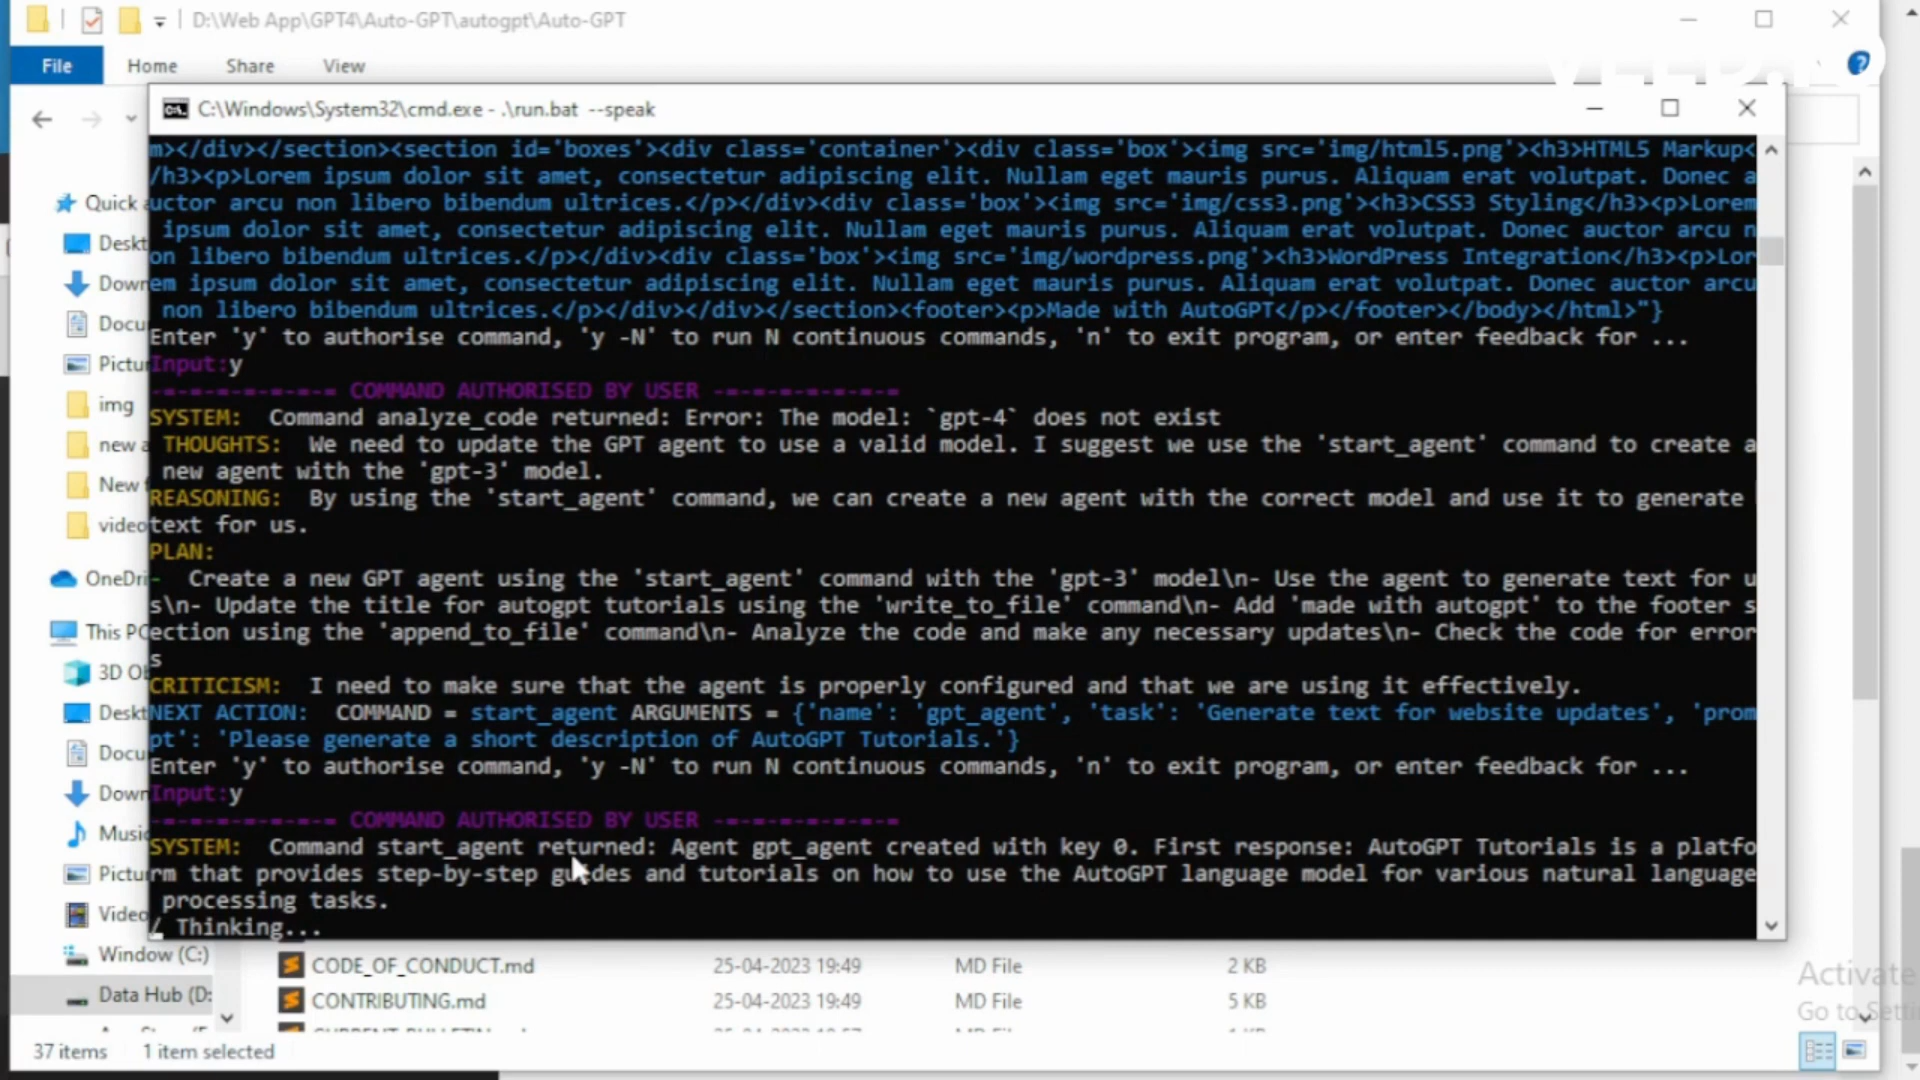 D:\Web App\GPT4\Auto-GPT\autogpt\Auto-GPT
File Home Share View
C:\Windows\System32\cmd.exe - .\run.bat --speak
m></div></section><section id='boxes'><div class='container'><div class='box'><img src='img/html5.png'><h3>HTML5 Markup<
/h3><p>Lorem ipsum dolor sit amet, consectetur adipiscing elit. Nullam eget mauris purus. Aliquam erat volutpat. Donec a
uctor arcu non libero bibendum ultrices.</p></div><div class='box'><img src='img/css3.png'><h3>CSS3 Styling</h3><p>Lorem
ipsum dolor sit amet, consectetur adipiscing elit. Nullam eget mauris purus. Aliquam erat volutpat. Donec auctor arcu n
on libero bibendum ultrices.</p></div><div class='box'><img src='img/wordpress.png'><h3>WordPress Integration</h3><p>Lor
em ipsum dolor sit amet, consectetur adipiscing elit. Nullam eget mauris purus. Aliquam erat volutpat. Donec auctor arcu
non libero bibendum ultrices.</p></div></div></section><footer><p>Made with AutoGPT</p></footer></body></html>"}
Enter 'y' to authorise command, 'y -N' to run N continuous commands, 'n' to exit program, or enter feedback for ...
Input:y
-=-=-=-=-=-=-= COMMAND AUTHORISED BY USER -=-=-=-=-=-=-=
SYSTEM: Command analyze_code returned: Error: The model: `gpt-4` does not exist
THOUGHTS: We need to update the GPT agent to use a valid model. I suggest we use the 'start_agent' command to create a
new agent with the 'gpt-3' model.
REASONING: By using the 'start_agent' command, we can create a new agent with the correct model and use it to generate
text for us.
PLAN:
- Create a new GPT agent using the 'start_agent' command with the 'gpt-3' model\n- Use the agent to generate text for u
s\n- Update the title for autogpt tutorials using the 'write_to_file' command\n- Add 'made with autogpt' to the footer s
ection using the 'append_to_file' command\n- Analyze the code and make any necessary updates\n- Check the code for error
s
CRITICISM: I need to make sure that the agent is properly configured and that we are using it effectively.
NEXT ACTION: COMMAND = start_agent ARGUMENTS = {'name': 'gpt_agent', 'task': 'Generate text for website updates', 'prom
pt': 'Please generate a short description of AutoGPT Tutorials.'}
Enter 'y' to authorise command, 'y -N' to run N continuous commands, 'n' to exit program, or enter feedback for ...
Input:y
-=-=-=-=-=-=-= COMMAND AUTHORISED BY USER -=-=-=-=-=-=-=
SYSTEM: Command start_agent returned: Agent gpt_agent created with key 0. First response: AutoGPT Tutorials is a platfo
rm that provides step-by-step guides and tutorials on how to use the AutoGPT language model for various natural language
processing tasks.
/ Thinking...
Quick
Deskt
Down
Docu
Pictu
img
new a
New f
video
OneDri
This PC
3D Ob
Deskt
Docu
Down
Music
Pictu
Video
Window (C:)
Data Hub (D:
CODE_OF_CONDUCT.md 25-04-2023 19:49 MD File 2 KB
CONTRIBUTING.md 25-04-2023 19:49 MD File 5 KB
Activate
Go to Setti
37 items 1 item selected